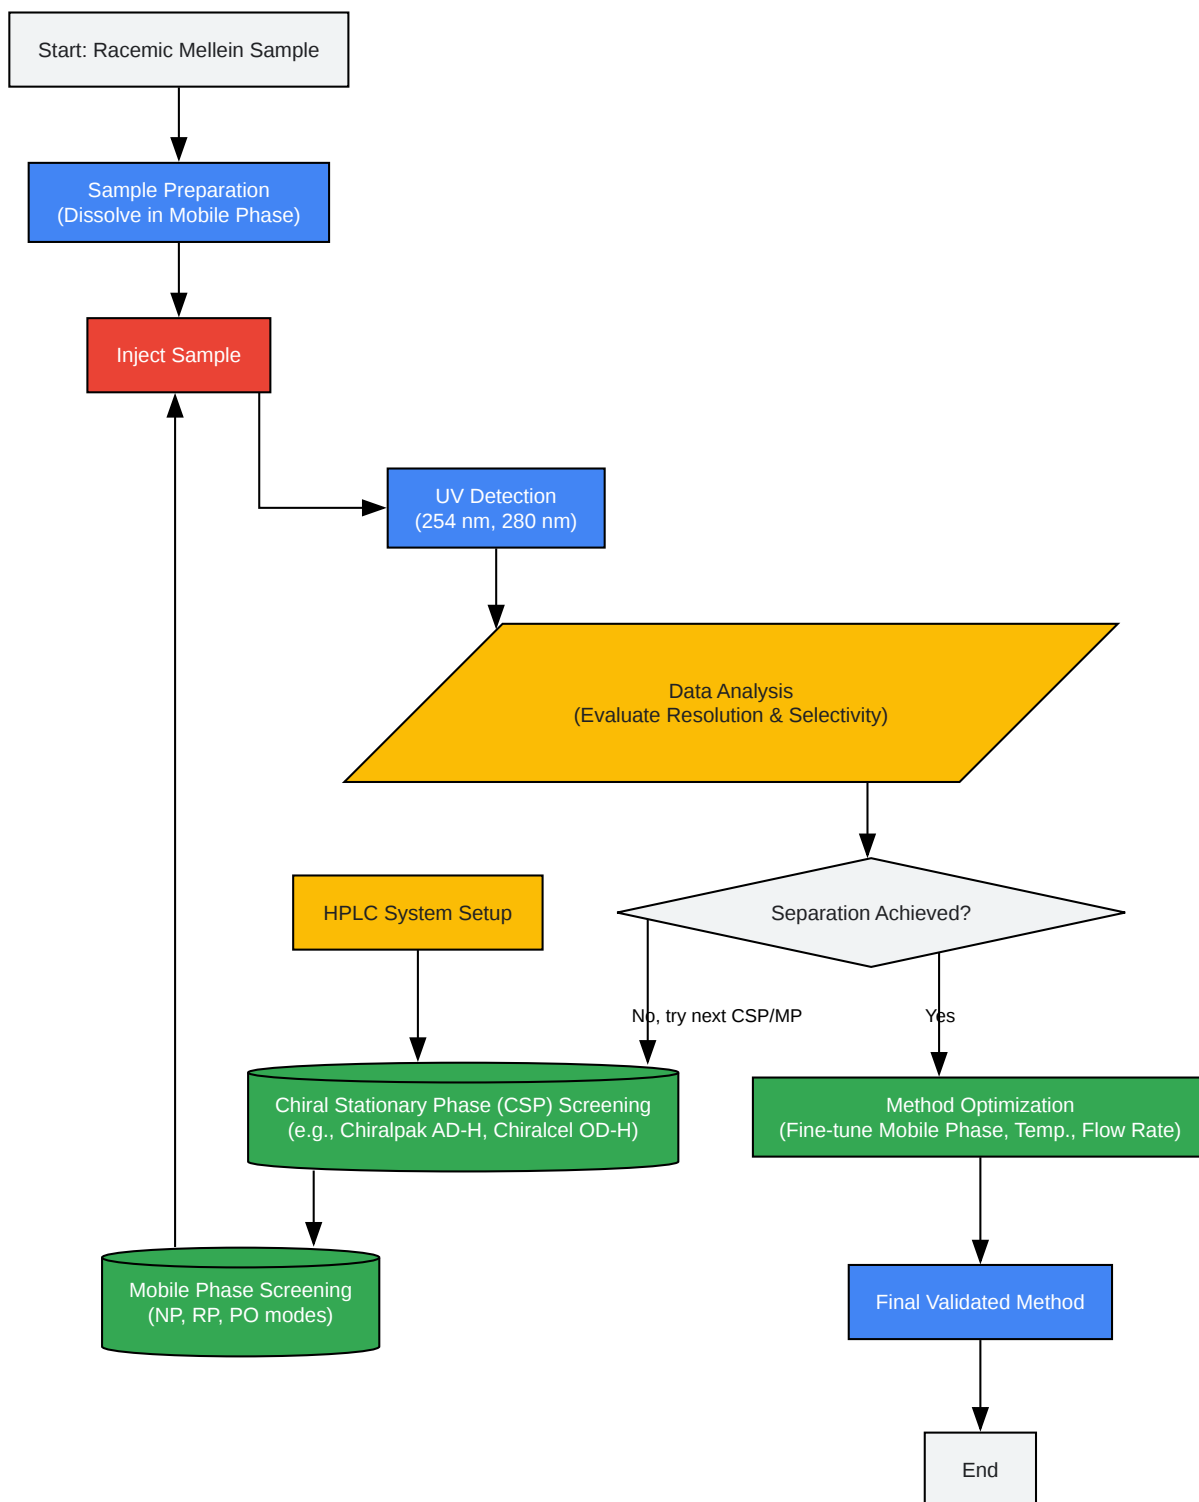 Start: Racemic Mellein Sample
Sample Preparation
(Dissolve in Mobile Phase)
Inject Sample
UV Detection
(254 nm, 280 nm)
Data Analysis
(Evaluate Resolution & Selectivity)
HPLC System Setup
Separation Achieved?
No, try next CSP/MP
Yes
Chiral Stationary Phase (CSP) Screening
(e.g., Chiralpak AD-H, Chiralcel OD-H)
Method Optimization
(Fine-tune Mobile Phase, Temp., Flow Rate)
Mobile Phase Screening
(NP, RP, PO modes)
Final Validated Method
End